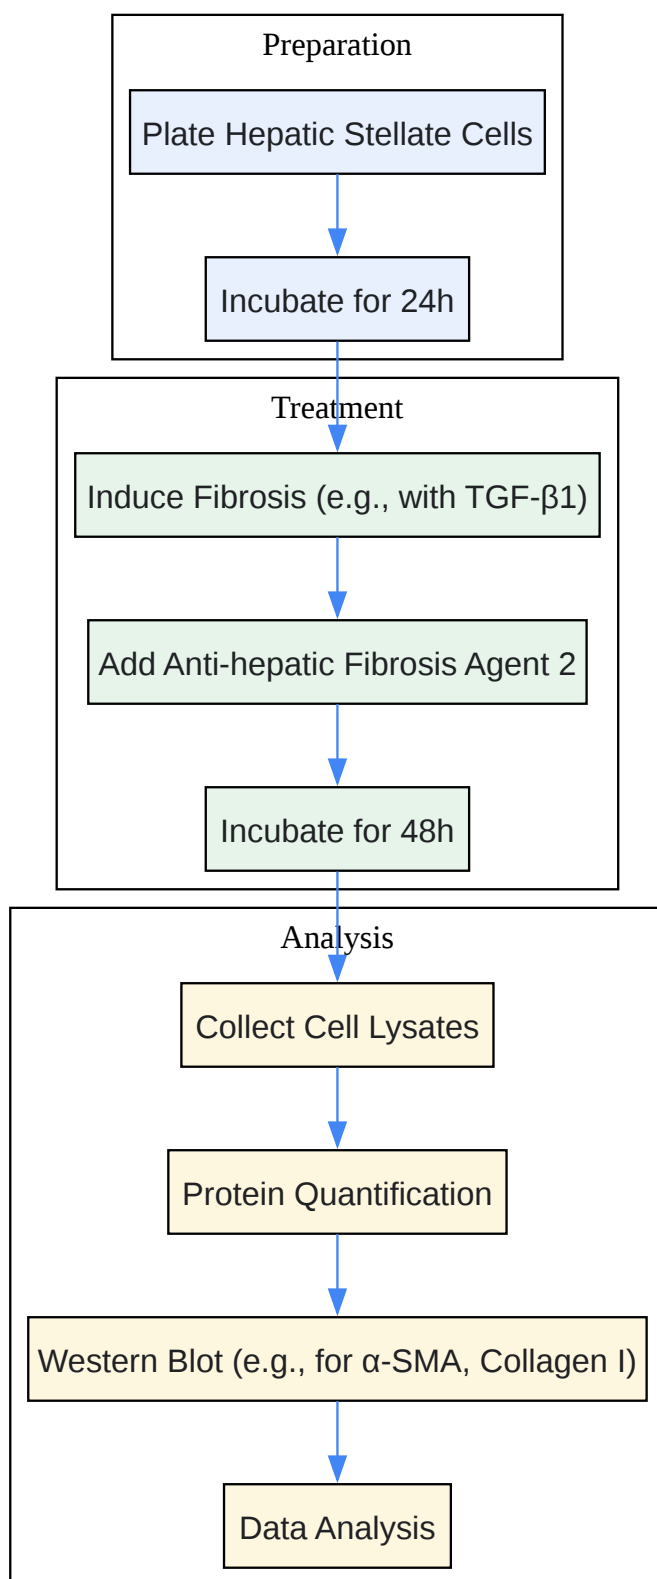 Preparation
Plate Hepatic Stellate Cells
Incubate for 24h
Treatment
Induce Fibrosis (e.g., with TGF-β1)
Add Anti-hepatic Fibrosis Agent 2
Incubate for 48h
Analysis
Collect Cell Lysates
Protein Quantification
Western Blot (e.g., for α-SMA, Collagen I)
Data Analysis